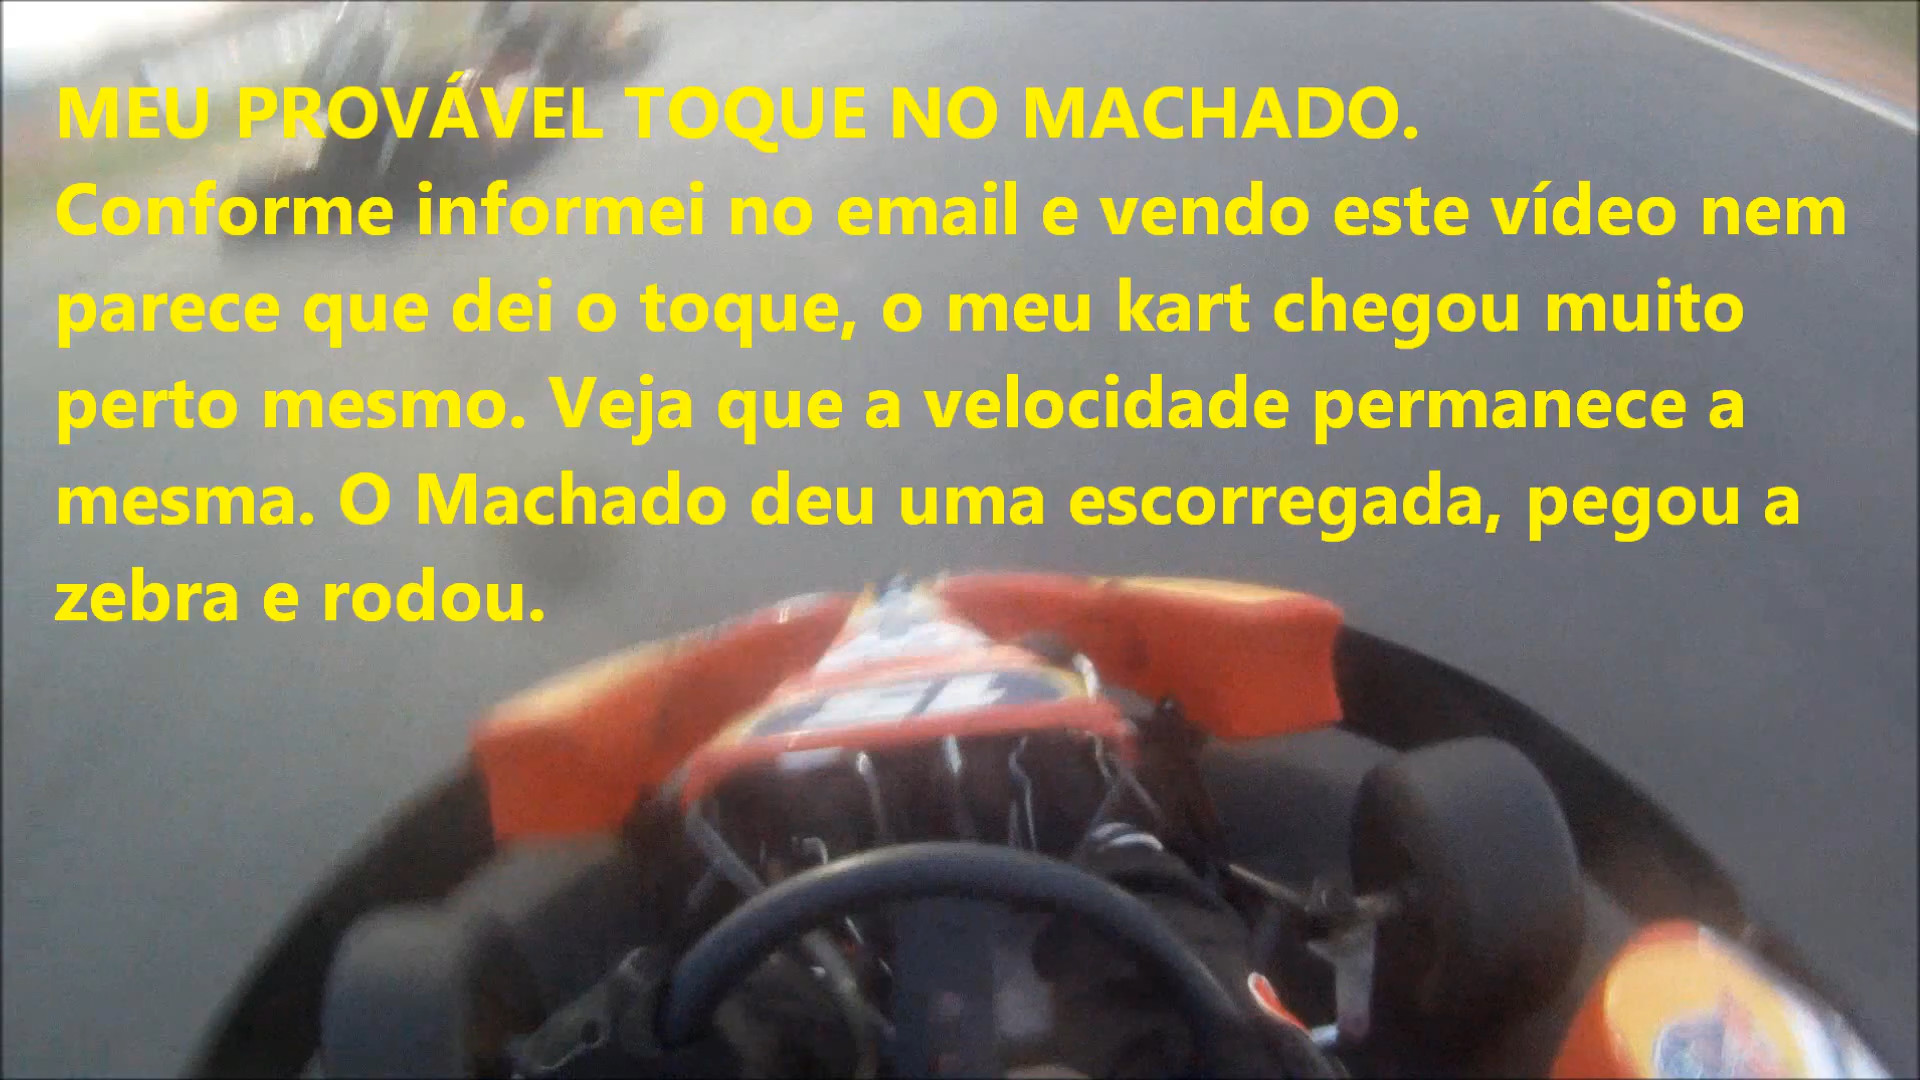 MEU PROVÁVEL TOQUE NO MACHADO.
Conforme informei no email e vendo este vídeo nem
parece que dei o toque, o meu kart chegou muito
perto mesmo. Veja que a velocidade permanece a
mesma. O Machado deu uma escorregada, pegou a
zebra e rodou.